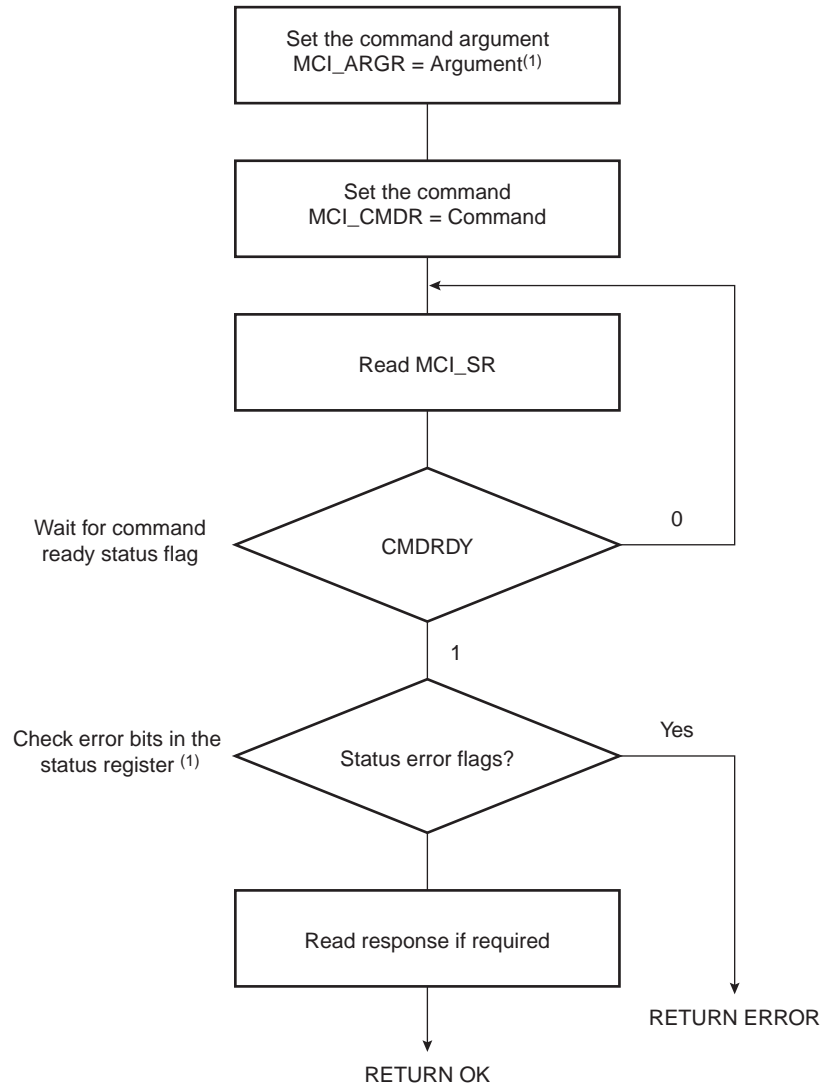 Set the command argument
MCI_ARGR = Argument(1)
Set the command
MCI_CMDR = Command
Read MCI_SR
Wait for command
ready status flag
CMDRDY
0
1
Check error bits in the
status register (1)
Status error flags?
Yes
Read response if required
RETURN ERROR
RETURN OK